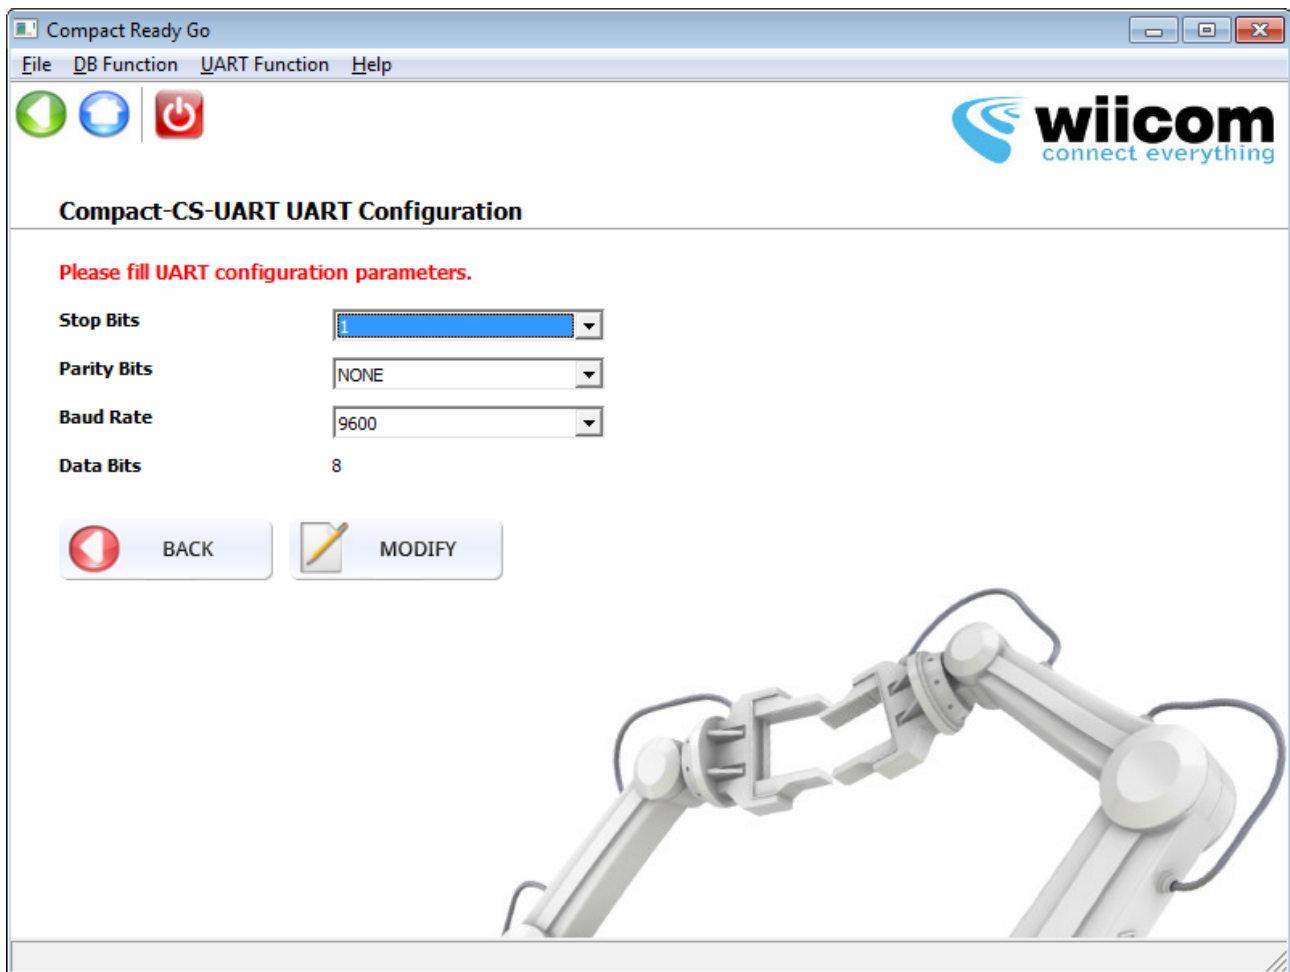 Compact Ready Go
File DB Function UART Function Help
wiicom
connect everything
Compact-CS-UART UART Configuration
Please fill UART configuration parameters.
Stop Bits 1
Parity Bits NONE
Baud Rate 9600
Data Bits 8
BACK MODIFY